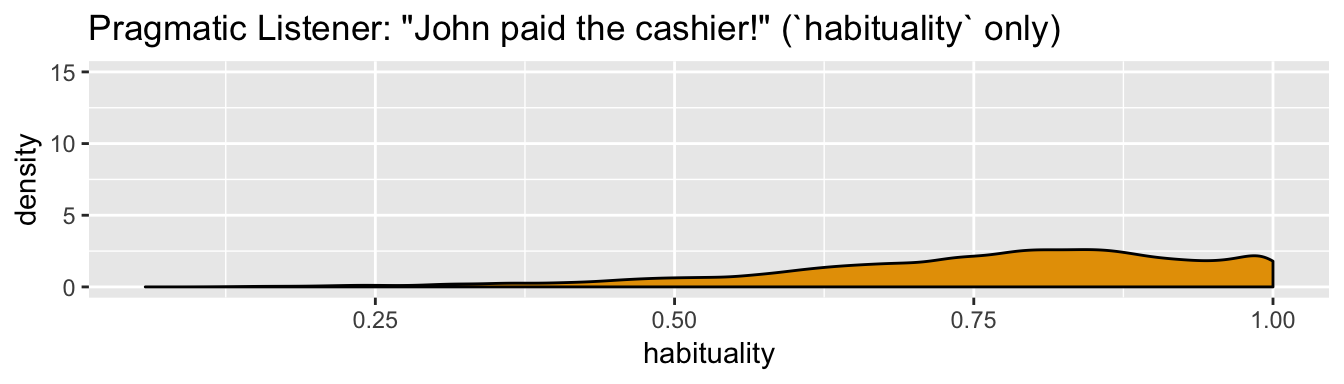 Pragmatic Listener: "John paid the cashier!" (`habituality` only)
15
10
5
0
density
0.25 0.50 0.75 1.00
habituality